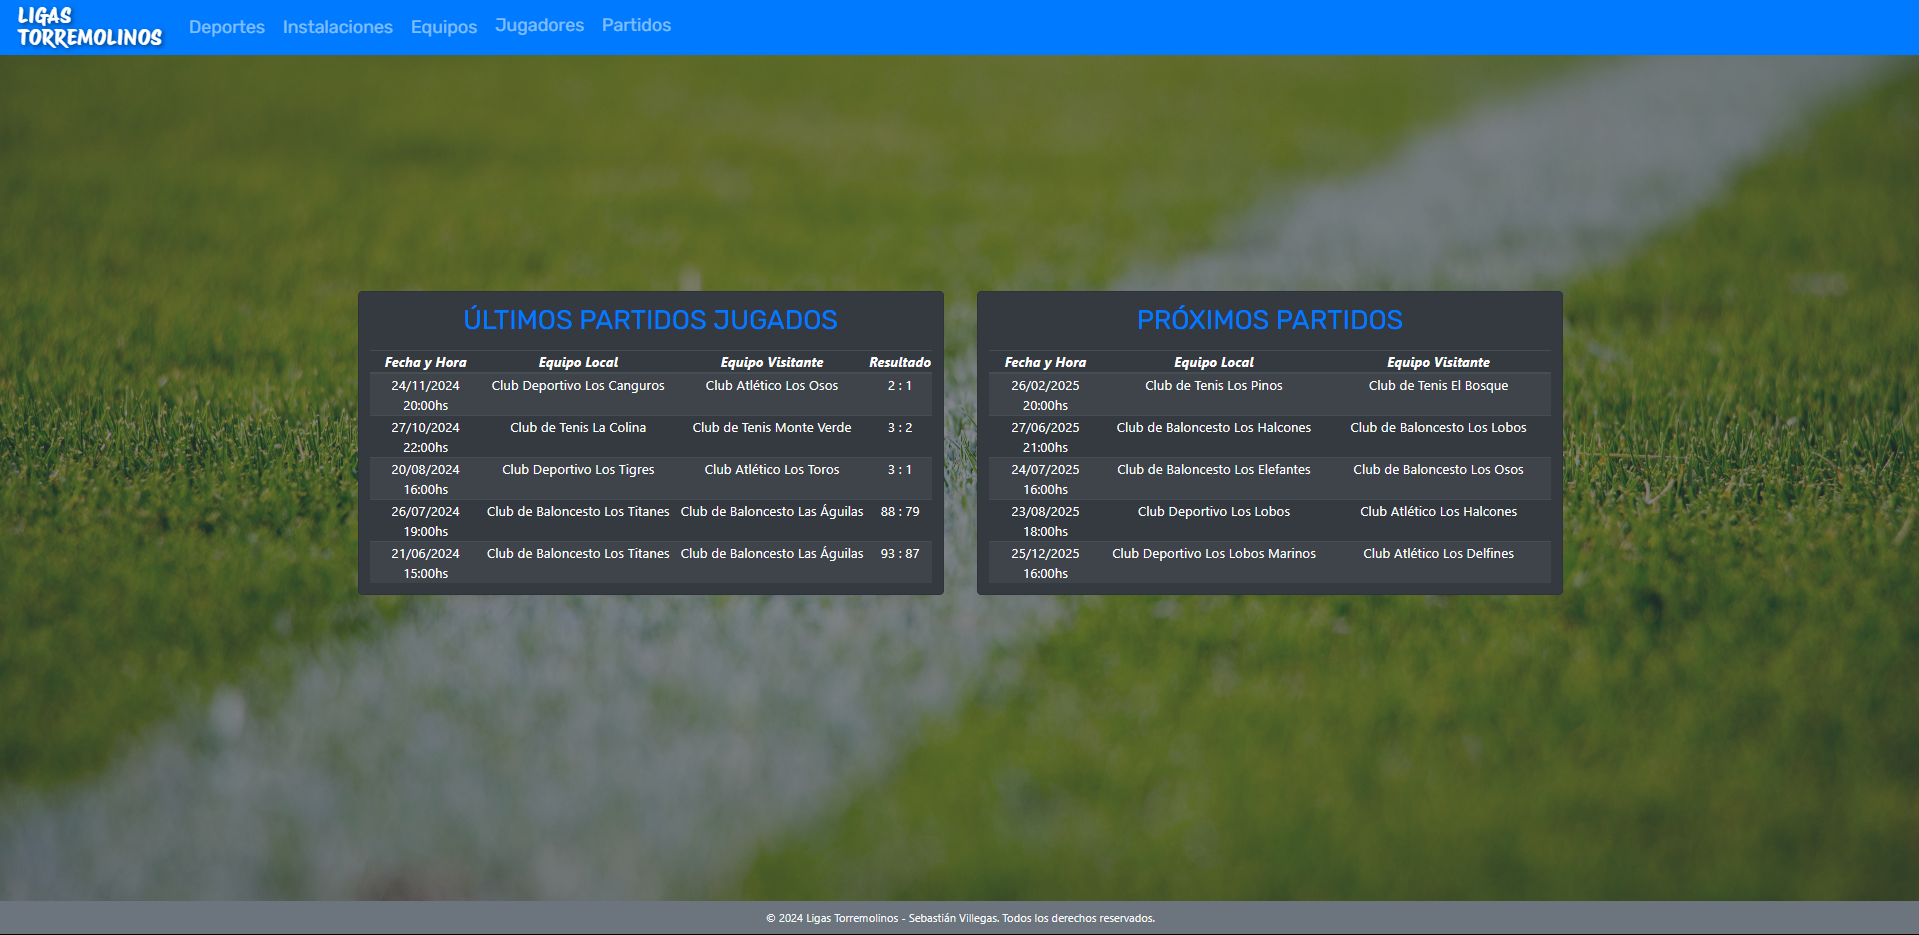 LIGAS
TORREMOLINOS
Deportes Instalaciones Equipos Jugadores Partidos
ÚLTIMOS PARTIDOS JUGADOS
Fecha y Hora Equipo Local Equipo Visitante Resultado
24/11/2024 Club Deportivo Los Canguros Club Atlético Los Osos 2 : 1
20:00hs
27/10/2024 Club de Tenis La Colina Club de Tenis Monte Verde 3 : 2
22:00hs
20/08/2024 Club Deportivo Los Tigres Club Atlético Los Toros 3 : 1
16:00hs
26/07/2024 Club de Baloncesto Los Titanes Club de Baloncesto Las Águilas 88 : 79
19:00hs
21/06/2024 Club de Baloncesto Los Titanes Club de Baloncesto Las Águilas 93 : 87
15:00hs
PRÓXIMOS PARTIDOS
Fecha y Hora Equipo Local Equipo Visitante
26/02/2025 Club de Tenis Los Pinos Club de Tenis El Bosque
20:00hs
27/06/2025 Club de Baloncesto Los Halcones Club de Baloncesto Los Lobos
21:00hs
24/07/2025 Club de Baloncesto Los Elefantes Club de Baloncesto Los Osos
16:00hs
23/08/2025 Club Deportivo Los Lobos Club Atlético Los Halcones
18:00hs
25/12/2025 Club Deportivo Los Lobos Marinos Club Atlético Los Delfines
16:00hs
© 2024 Ligas Torremolinos - Sebastián Villegas. Todos los derechos reservados.